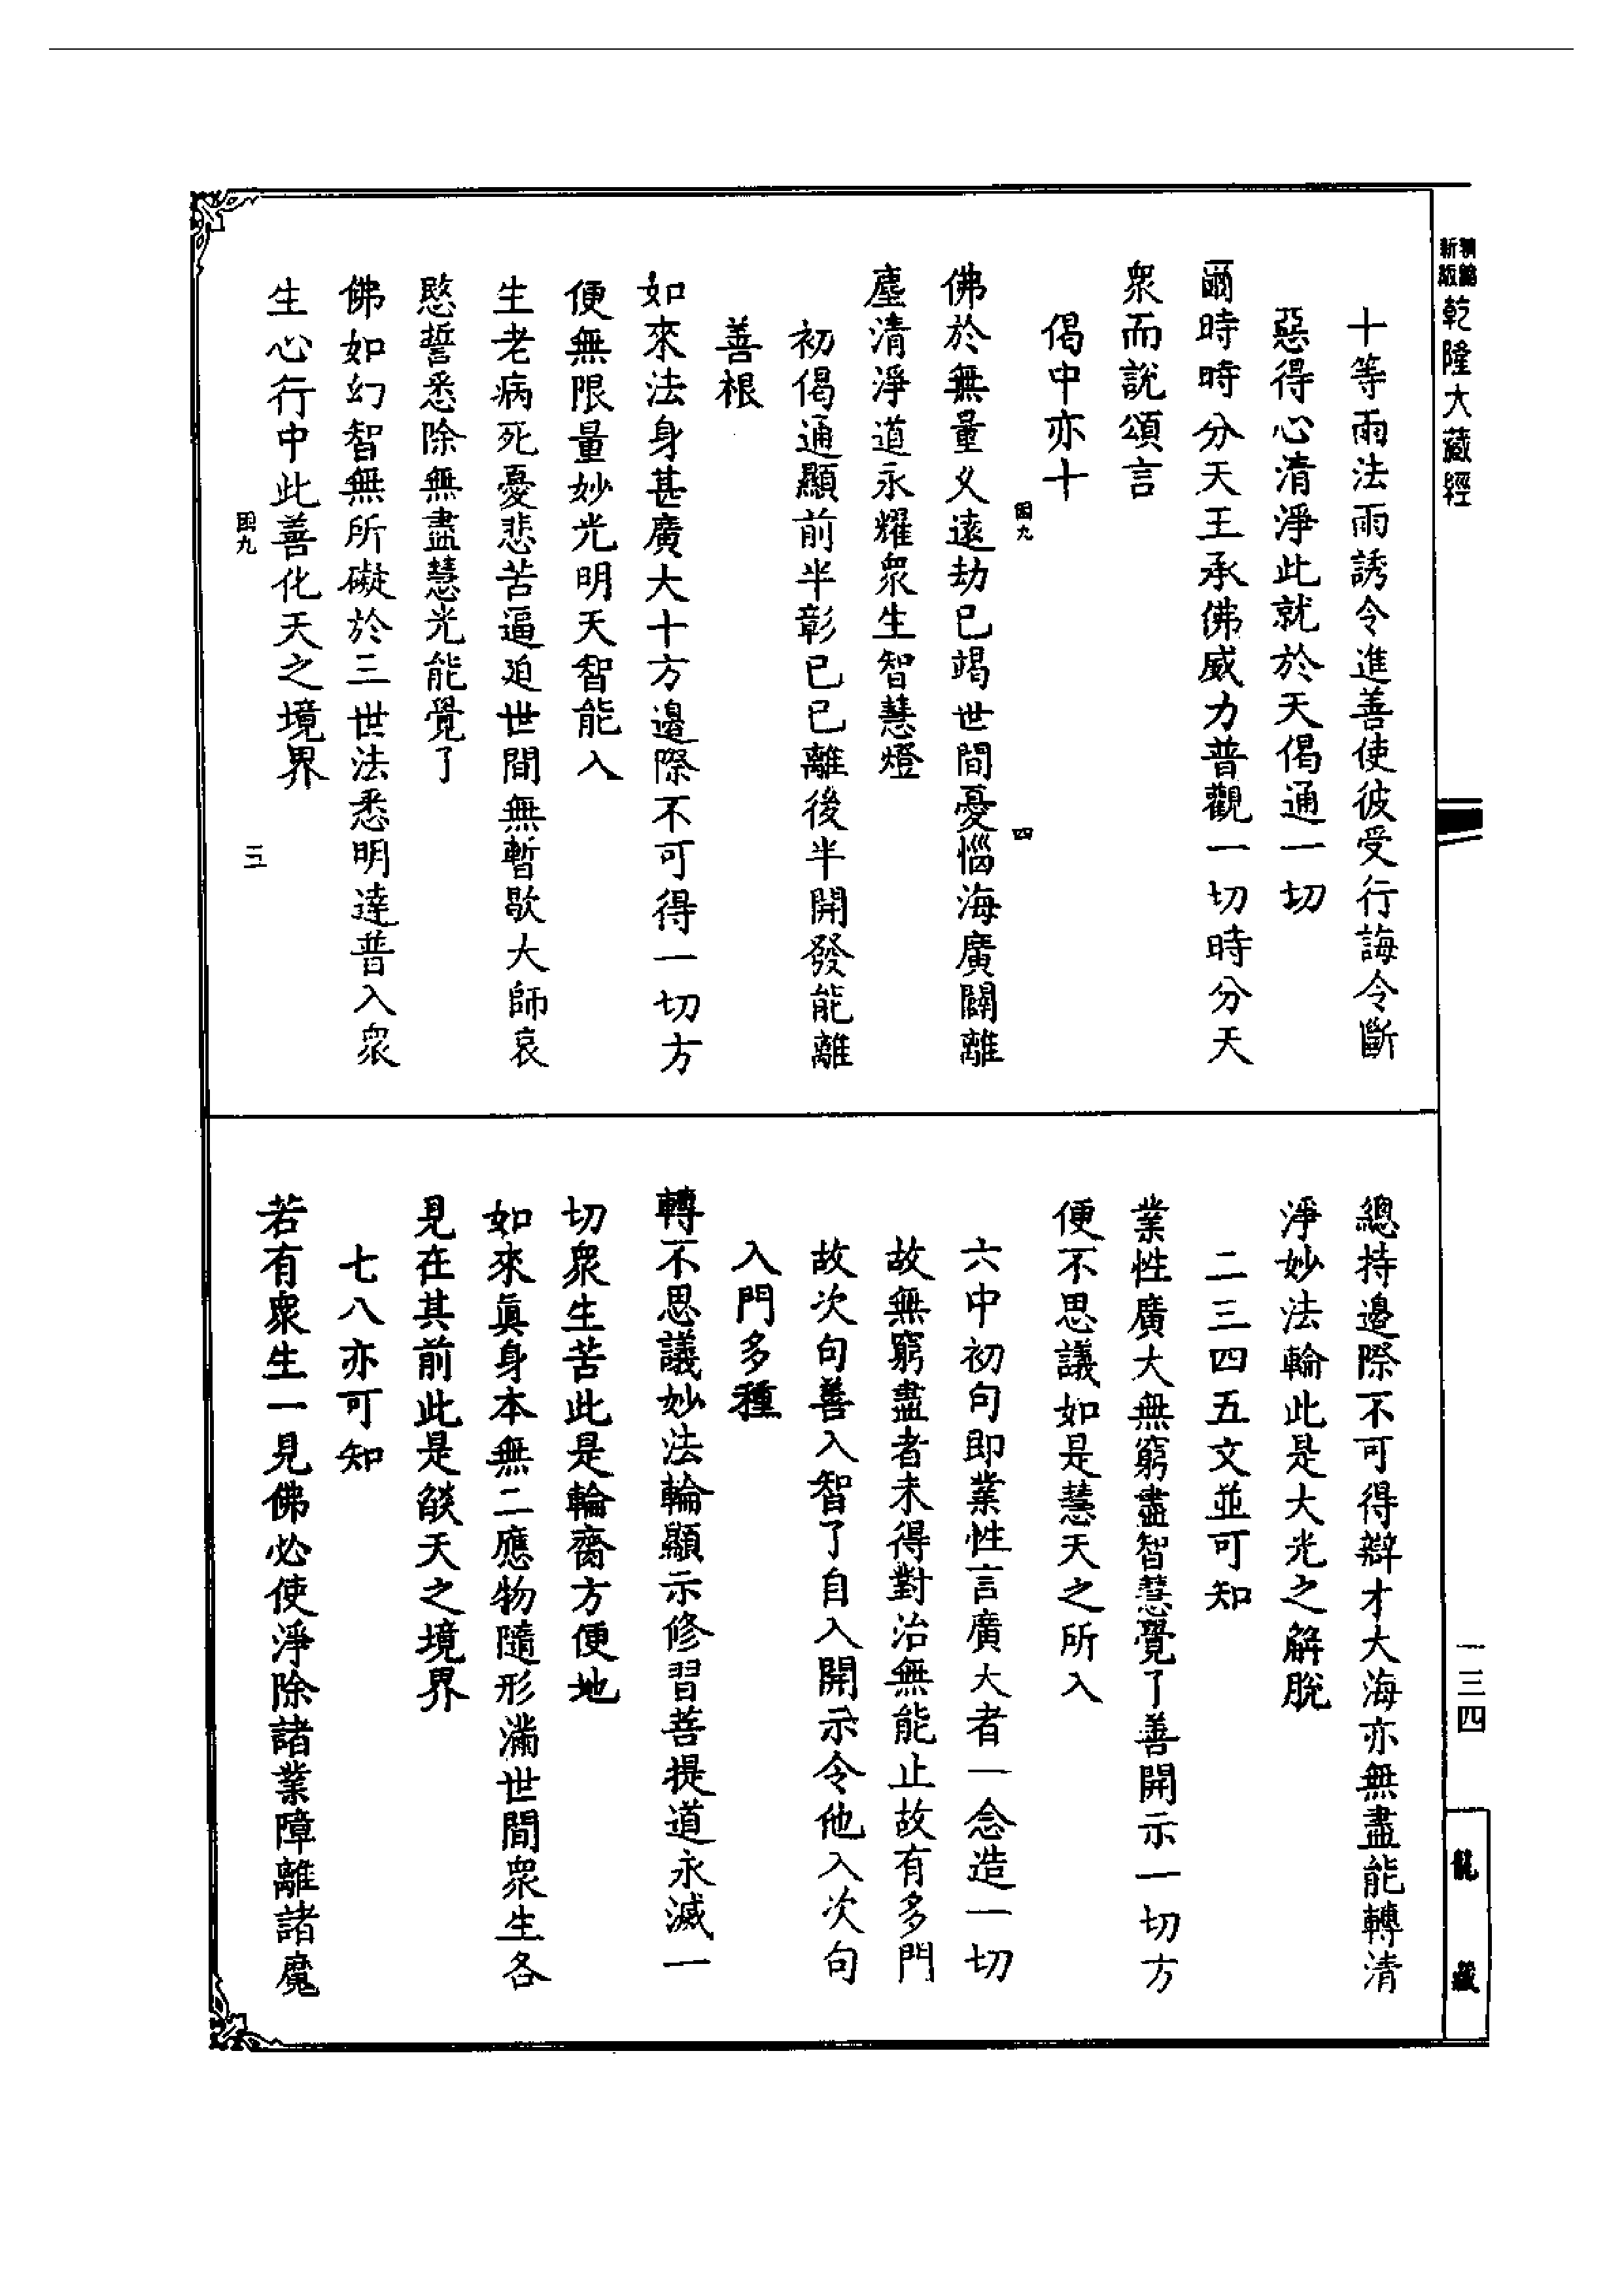 新版
精縮
乾隆大藏經
十等雨法雨誘令進善使彼受行誨令斷
惡得心清淨此就於天偈通一切
爾時時分天王承佛威力普觀一切時分天
眾而說頌言
偈中亦十
四
佛於無量久遠劫已竭世間憂惱海廣闢離
塵清淨道永耀眾生智慧燈
初偈通顯前半彰已已離後半開發能離
善根
如來法身甚廣大十方邊際不可得一切方
便無限量妙光明天智能入
生老病死憂悲苦逼迫世間無暫歇大師哀
愍誓悉除無盡慧光能覺了
佛如幻智無所礙於三世法悉明達普入眾
生心行中此善化天之境界
三
總持邊際不可得辯才大海亦無盡能轉清
淨妙法輪此是大光之解脫
二三四五文並可知
業性廣大無窮盡智慧覺了善開示一切方
便不思議如是慧天之所入
六中初句即業性言廣大者一念造一切
故無窮盡者未得對治無能止故有多門
故次句善入智了自入開示令他入次句
入門多種
轉不思議妙法輪顯示修習菩提道永滅一
切眾生苦此是輪齎方便地
如來真身本無二應物隨形滿世間眾生各
見在其前此是燄天之境界
七八亦可知
若有眾生一見佛必使淨除諸業障離諸魔
一三四
龍藏